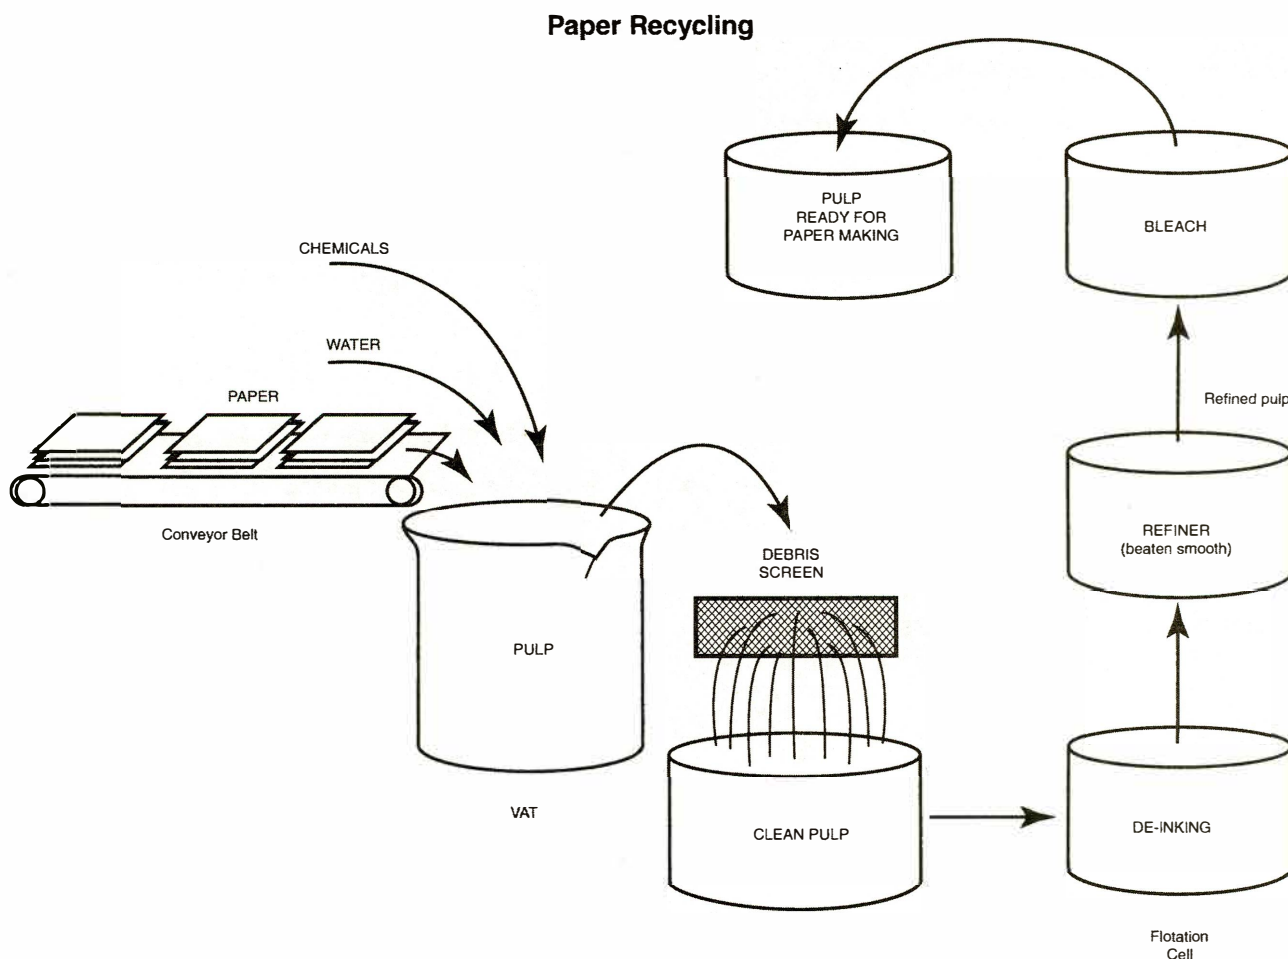 Paper Recycling
CHEMICALS
WATER
PAPER
Conveyor Belt
PULP
VAT
DEBRIS
SCREEN
CLEAN PULP
DE-INKING
Flotation
Cell
REFINER
(beaten smooth)
Refined pulp
BLEACH
PULP
READY FOR
PAPER MAKING